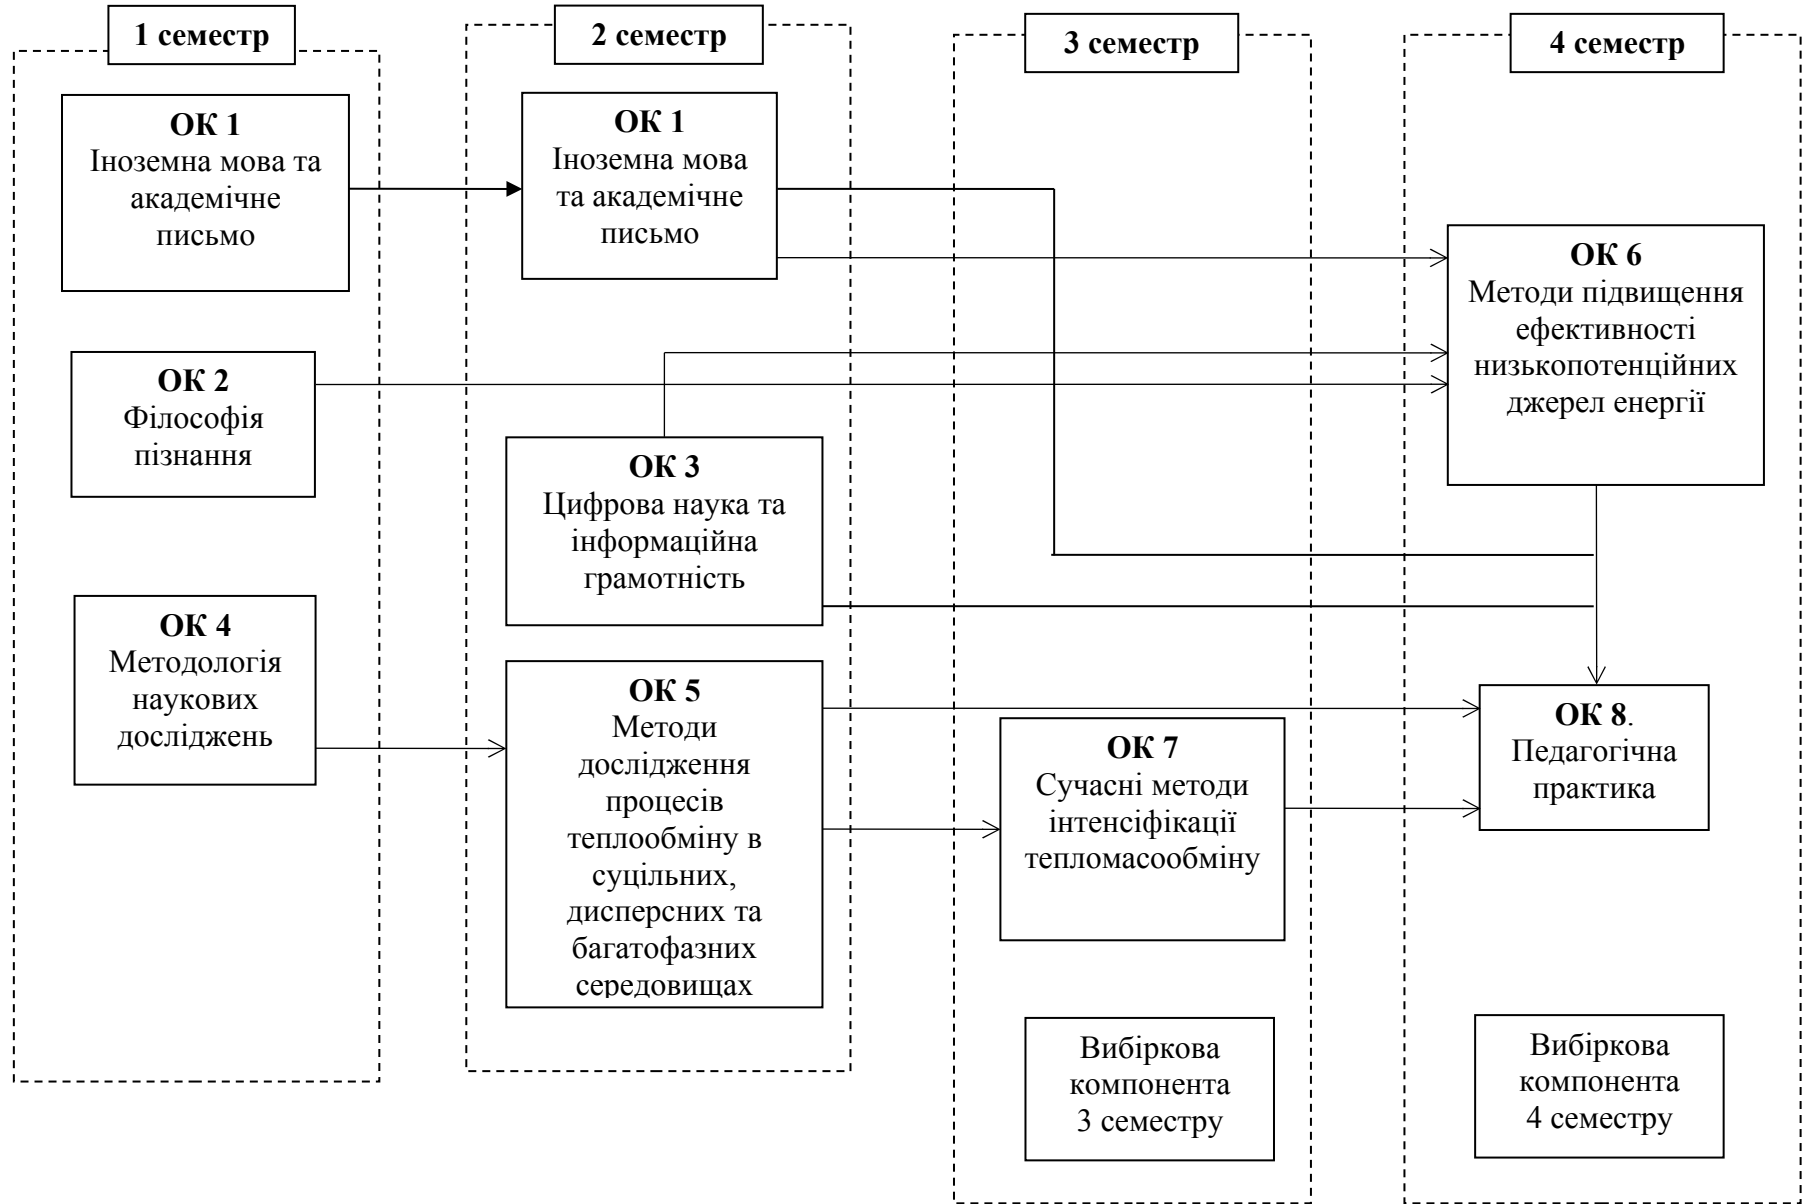 1 семестр
ОК 1
Іноземна мова та
академічне
письмо
ОК 2
Філософія
пізнання
ОК 4
Методологія
наукових
досліджень
2 семестр
ОК 1
Іноземна мова
та академічне
письмо
ОК 3
Цифрова наука та
інформаційна
грамотність
ОК 5
Методи
дослідження
процесів
теплообміну в
суцільних,
дисперсних та
багатофазних
середовищах
3 семестр
ОК 7
Сучасні методи
інтенсіфікації
тепломасообміну
Вибіркова
компонента
3 семестру
4 семестр
ОК 6
Методи підвищення
ефективності
низькопотенційних
джерел енергії
ОК 8.
Педагогічна
практика
Вибіркова
компонента
4 семестру